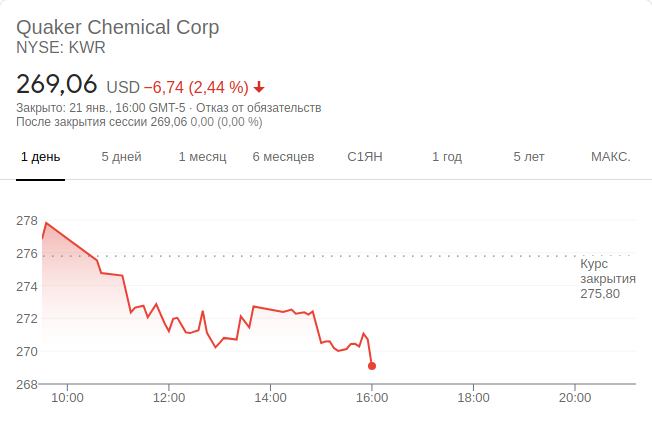 Quaker Chemical Corp
NYSE: KWR
269,06 USD −6,74 (2,44 %)
Закрыто: 21 янв., 16:00 GMT-5 · Отказ от обязательств
После закрытия сессии 269,06 0,00 (0,00 %)
1 день 5 дней 1 месяц 6 месяцев С1ЯН 1 год 5 лет МАКС.
278
276
Курс
закрытия
275,80
274
272
270
268
10:00 12:00 14:00 16:00 18:00 20:00